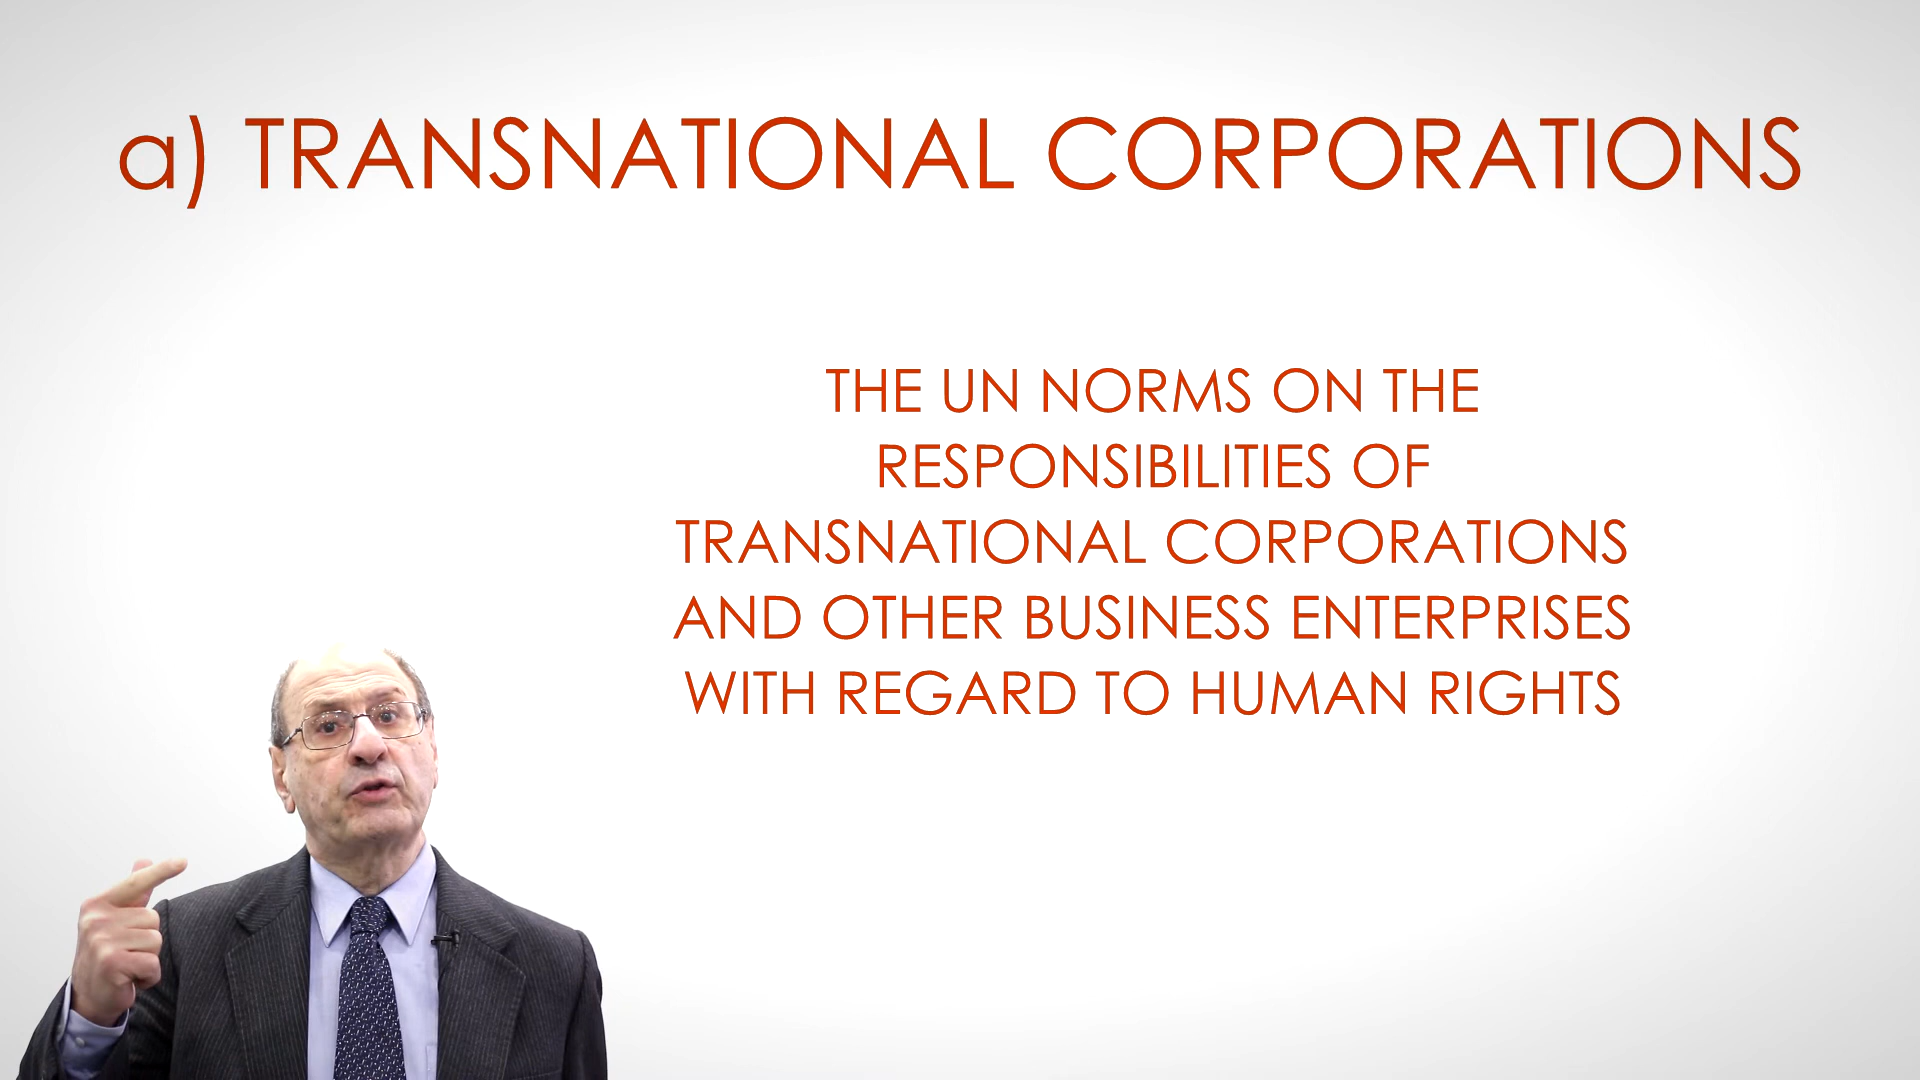 a) TRANSNATIONAL CORPORATIONS
THE UN NORMS ON THE
RESPONSIBILITIES OF
TRANSNATIONAL CORPORATIONS
AND OTHER BUSINESS ENTERPRISES
WITH REGARD TO HUMAN RIGHTS